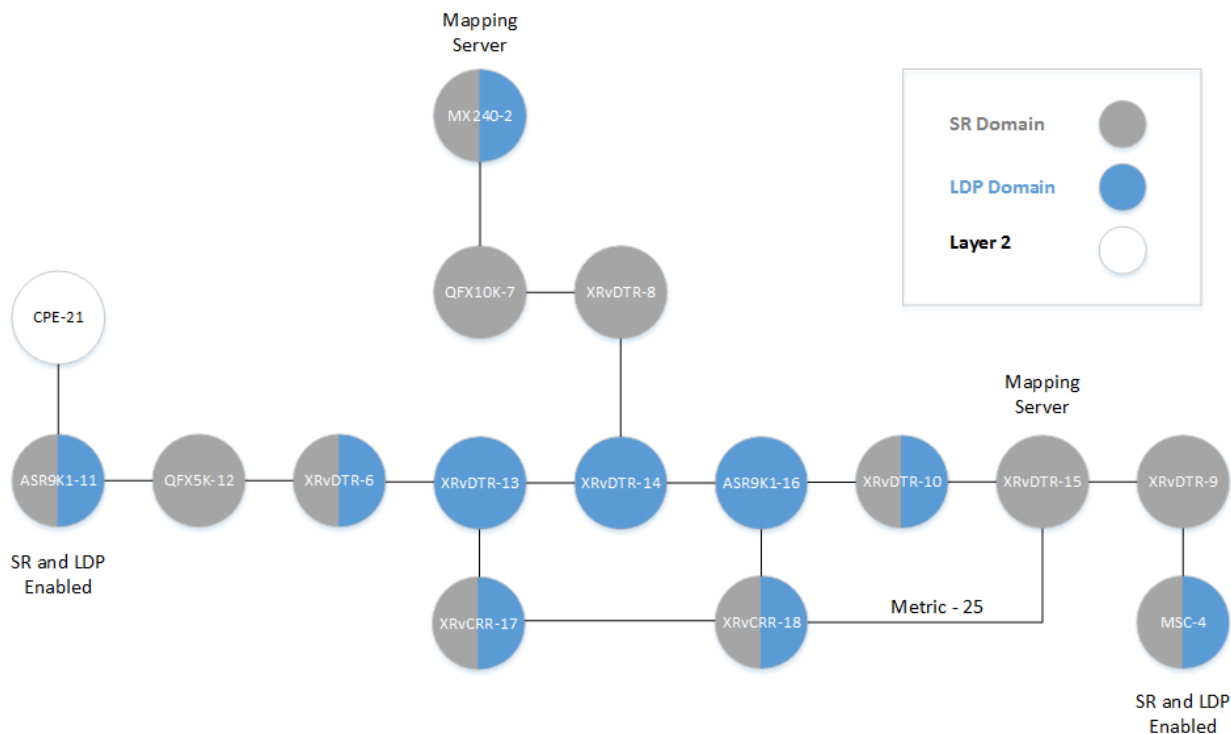 Mapping
Server
MX240-2
SR Domain
LDP Domain
Layer 2
QFX10K-7
XRvDTR-8
CPE-21
Mapping
Server
ASR9K1-11
QFX5K-12
XRvDTR-6
XRvDTR-13
XRvDTR-14
ASR9K1-16
XRvDTR-10
XRvDTR-15
XRvDTR-9
SR and LDP
Enabled
XRvCRR-17
XRvCRR-18
Metric - 25
MSC-4
SR and LDP
Enabled